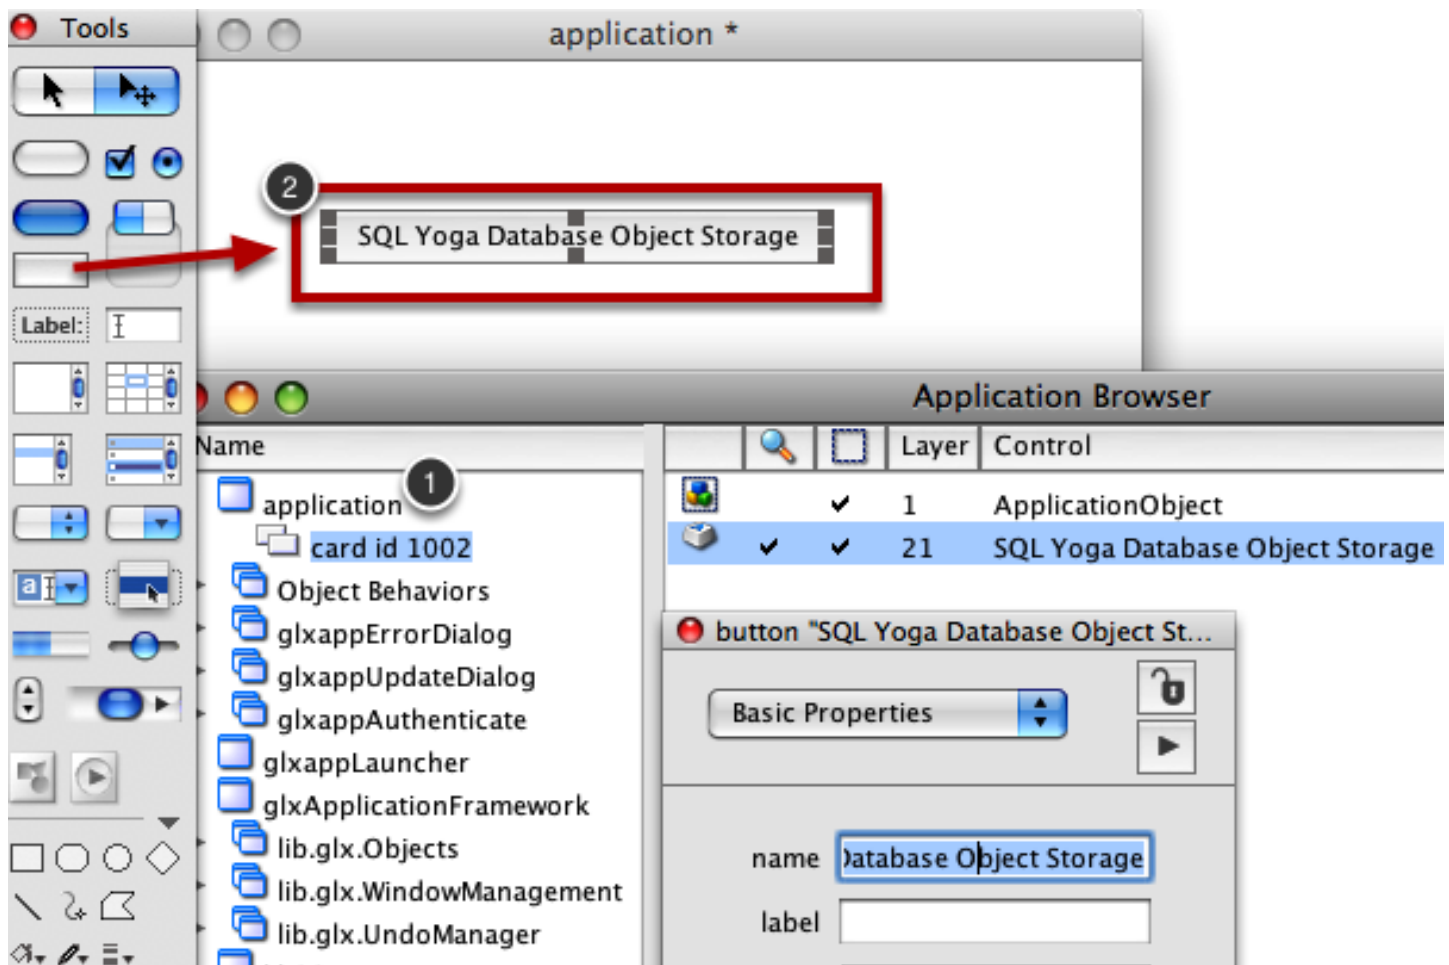 Tools
application *
2
SQL Yoga Database Object Storage
Label:
Application Browser
Name
Layer
Control
1
application
1
ApplicationObject
card id 1002
21
SQL Yoga Database Object Storage
Object Behaviors
glxappErrorDialog
button "SQL Yoga Database Object St...
glxappUpdateDialog
a
glxappAuthenticate
Basic Properties
glxappLauncher
glxApplicationFramework
lib.glx.Objects
name
Database Object Storage
lib.glx.WindowManagement
label
lib.glx.UndoManager